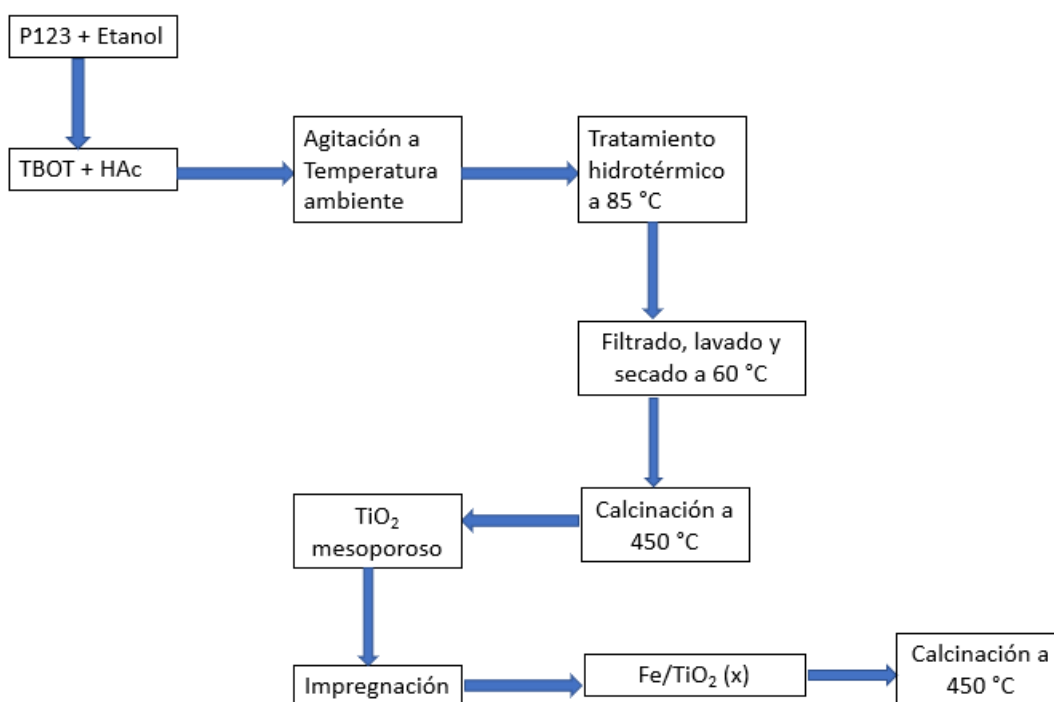 P123 + Etanol
TBOT + HAc
Agitación a
Temperatura
ambiente
Tratamiento
hidrotérmico
a 85 °C
Filtrado, lavado y
secado a 60 °C
Calcinación a
450 °C
TiO₂
mesoporoso
Impregnación
Fe/TiO₂ (x)
Calcinación a
450 °C